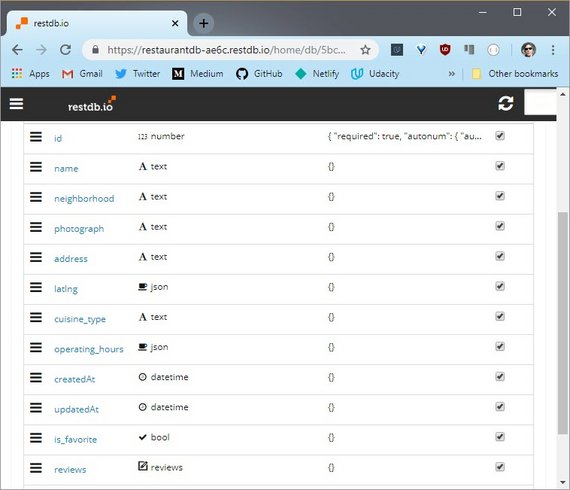 restdb.io
https://restaurantdb-ae6c.restdb.io/home/db/5bc...
Apps Gmail Twitter Medium GitHub Netlify Udacity » Other bookmarks
restdb.io
id 123 number { "required": true, "autonum": { "au...
name A text {}
neighborhood A text {}
photograph A text {}
address A text {}
latlng json {}
cuisine_type A text {}
operating_hours json {}
createdAt datetime {}
updatedAt datetime {}
is_favorite bool {}
reviews reviews {}